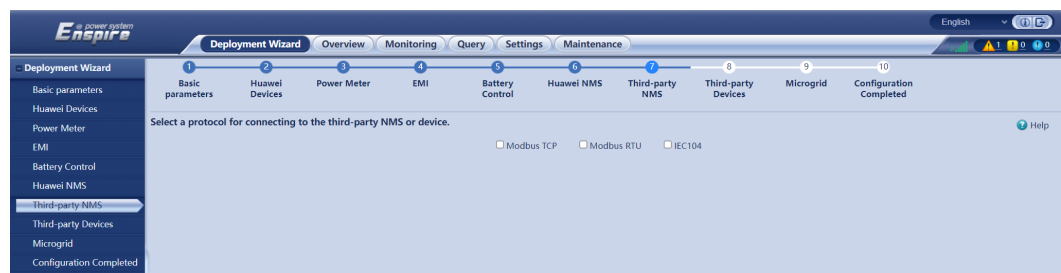 English
e power system
Enspire
Deployment Wizard Overview Monitoring Query Settings Maintenance
1 0 0
Deployment Wizard
Basic parameters
Huawei Devices
Power Meter
EMI
Battery Control
Huawei NMS
Third-party NMS
Third-party Devices
Microgrid
Configuration Completed
1 2 3 4 5 6 7 8 9 10
Basic parameters
Huawei Devices
Power Meter
EMI
Battery Control
Huawei NMS
Third-party NMS
Third-party Devices
Microgrid
Configuration Completed
Select a protocol for connecting to the third-party NMS or device.
Help
Modbus TCP Modbus RTU IEC104